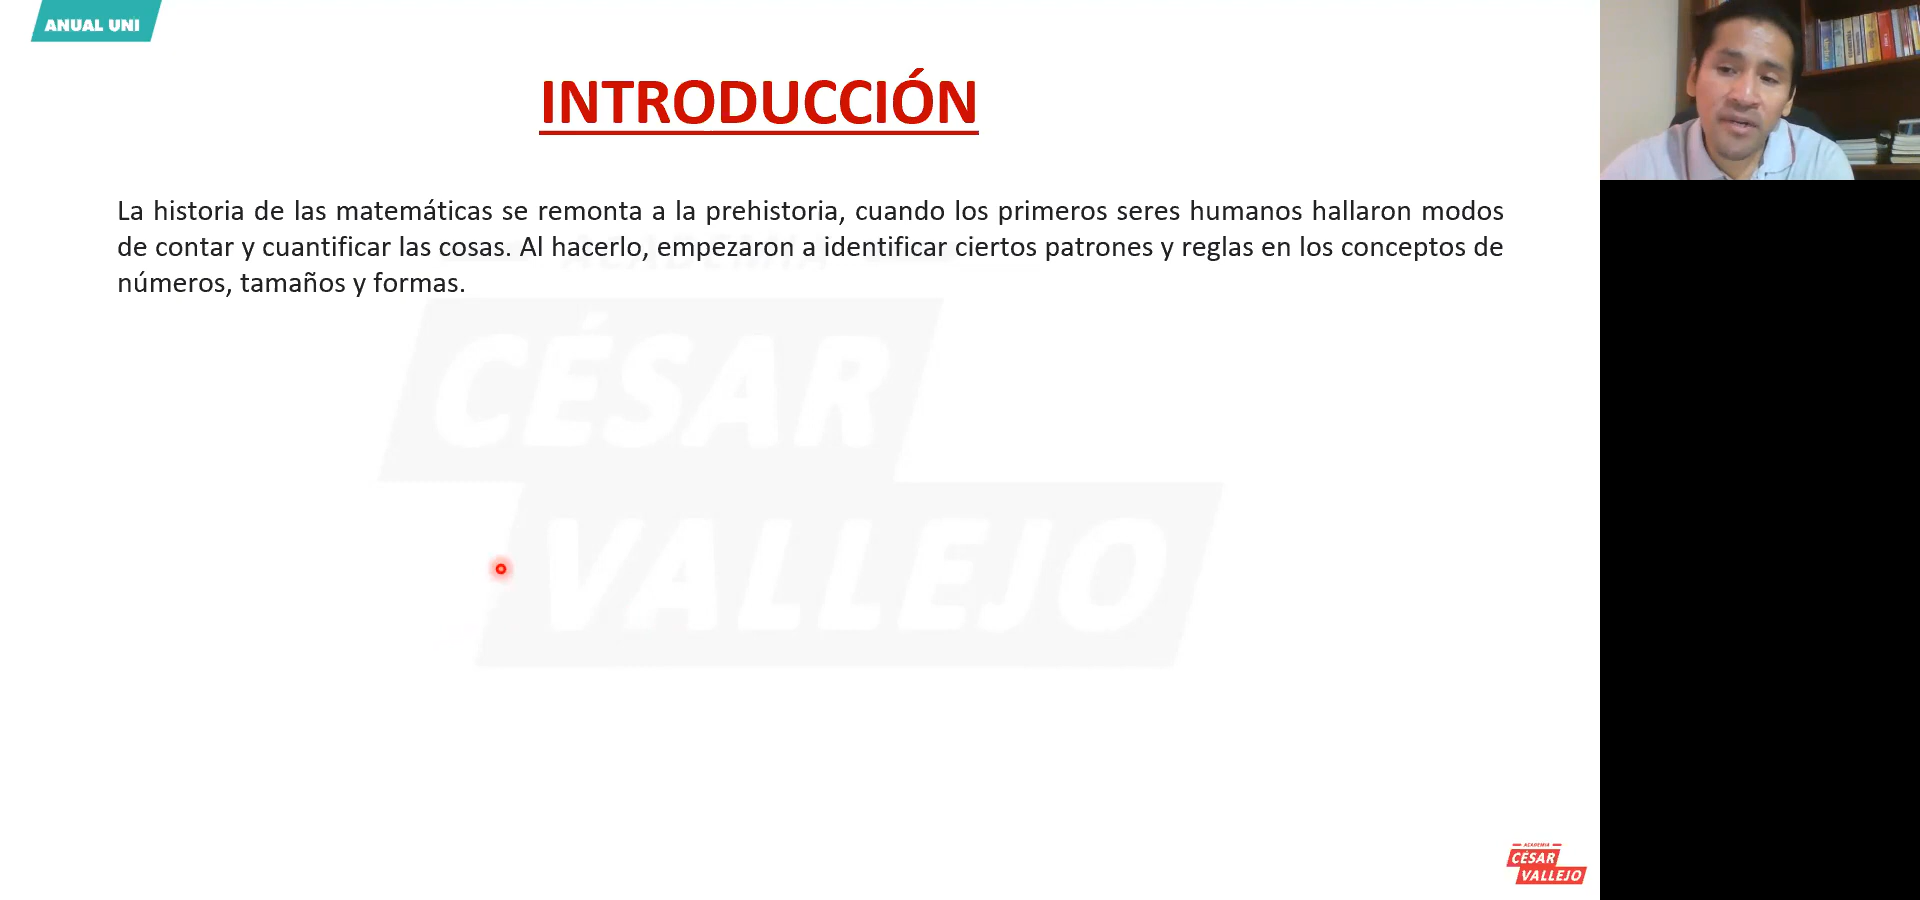 ANUAL UNI
INTRODUCCIÓN
La historia de las matemáticas se remonta a la prehistoria, cuando los primeros seres humanos hallaron modos
de contar y cuantificar las cosas. Al hacerlo, empezaron a identificar ciertos patrones y reglas en los conceptos de
números, tamaños y formas.
CÉSAR
VALLEJO
ACADEMIA
CÉSAR
VALLEJO